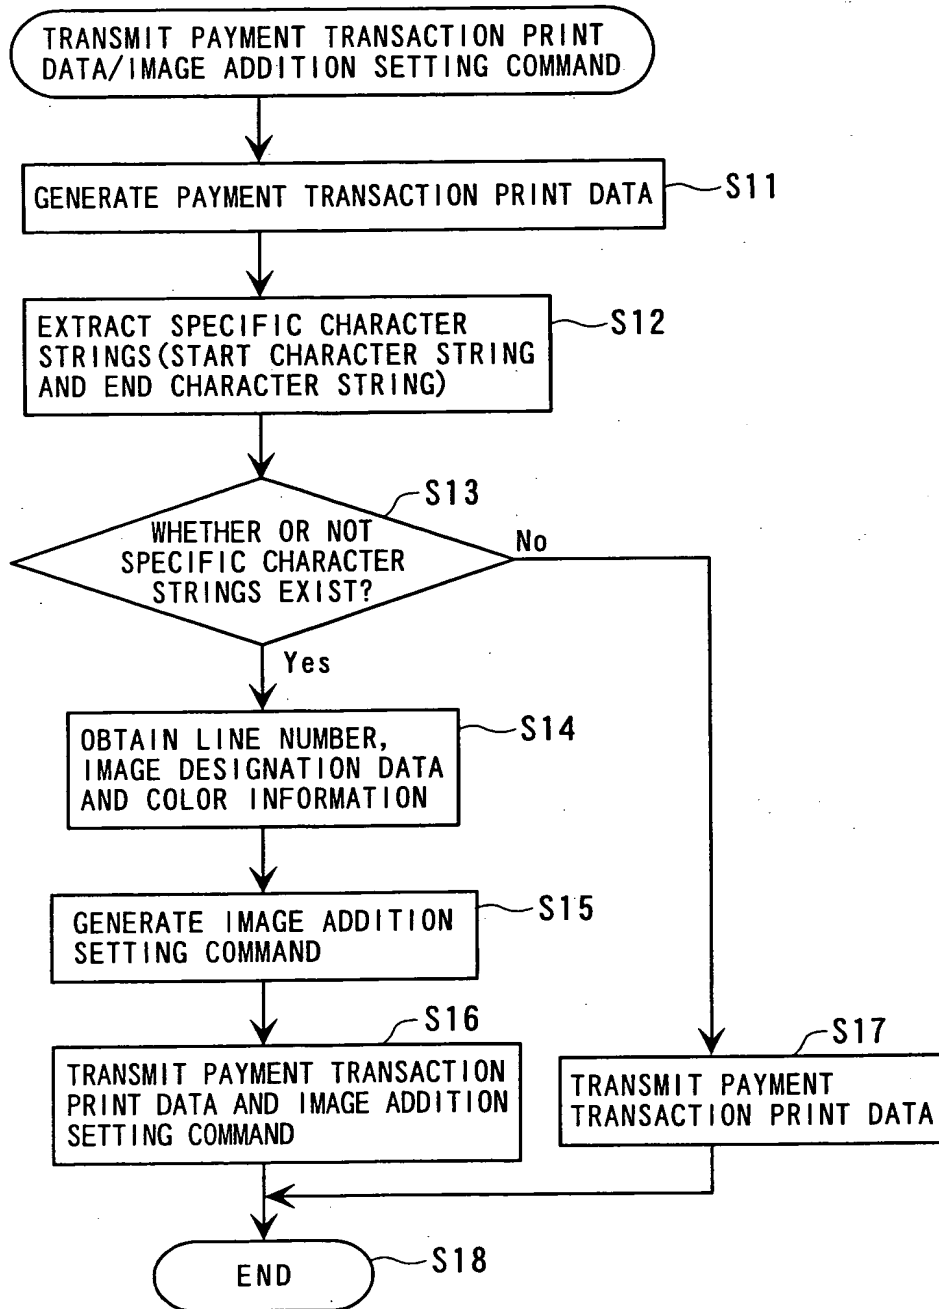 TRANSMIT PAYMENT TRANSACTION PRINT
DATA/IMAGE ADDITION SETTING COMMAND
GENERATE PAYMENT TRANSACTION PRINT DATA
S11
EXTRACT SPECIFIC CHARACTER
STRINGS(START CHARACTER STRING
AND END CHARACTER STRING)
S12
S13
WHETHER OR NOT
SPECIFIC CHARACTER
STRINGS EXIST?
No
Yes
OBTAIN LINE NUMBER,
IMAGE DESIGNATION DATA
AND COLOR INFORMATION
S14
GENERATE IMAGE ADDITION
SETTING COMMAND
S15
S16
TRANSMIT PAYMENT TRANSACTION
PRINT DATA AND IMAGE ADDITION
SETTING COMMAND
S17
TRANSMIT PAYMENT
TRANSACTION PRINT DATA
END
S18